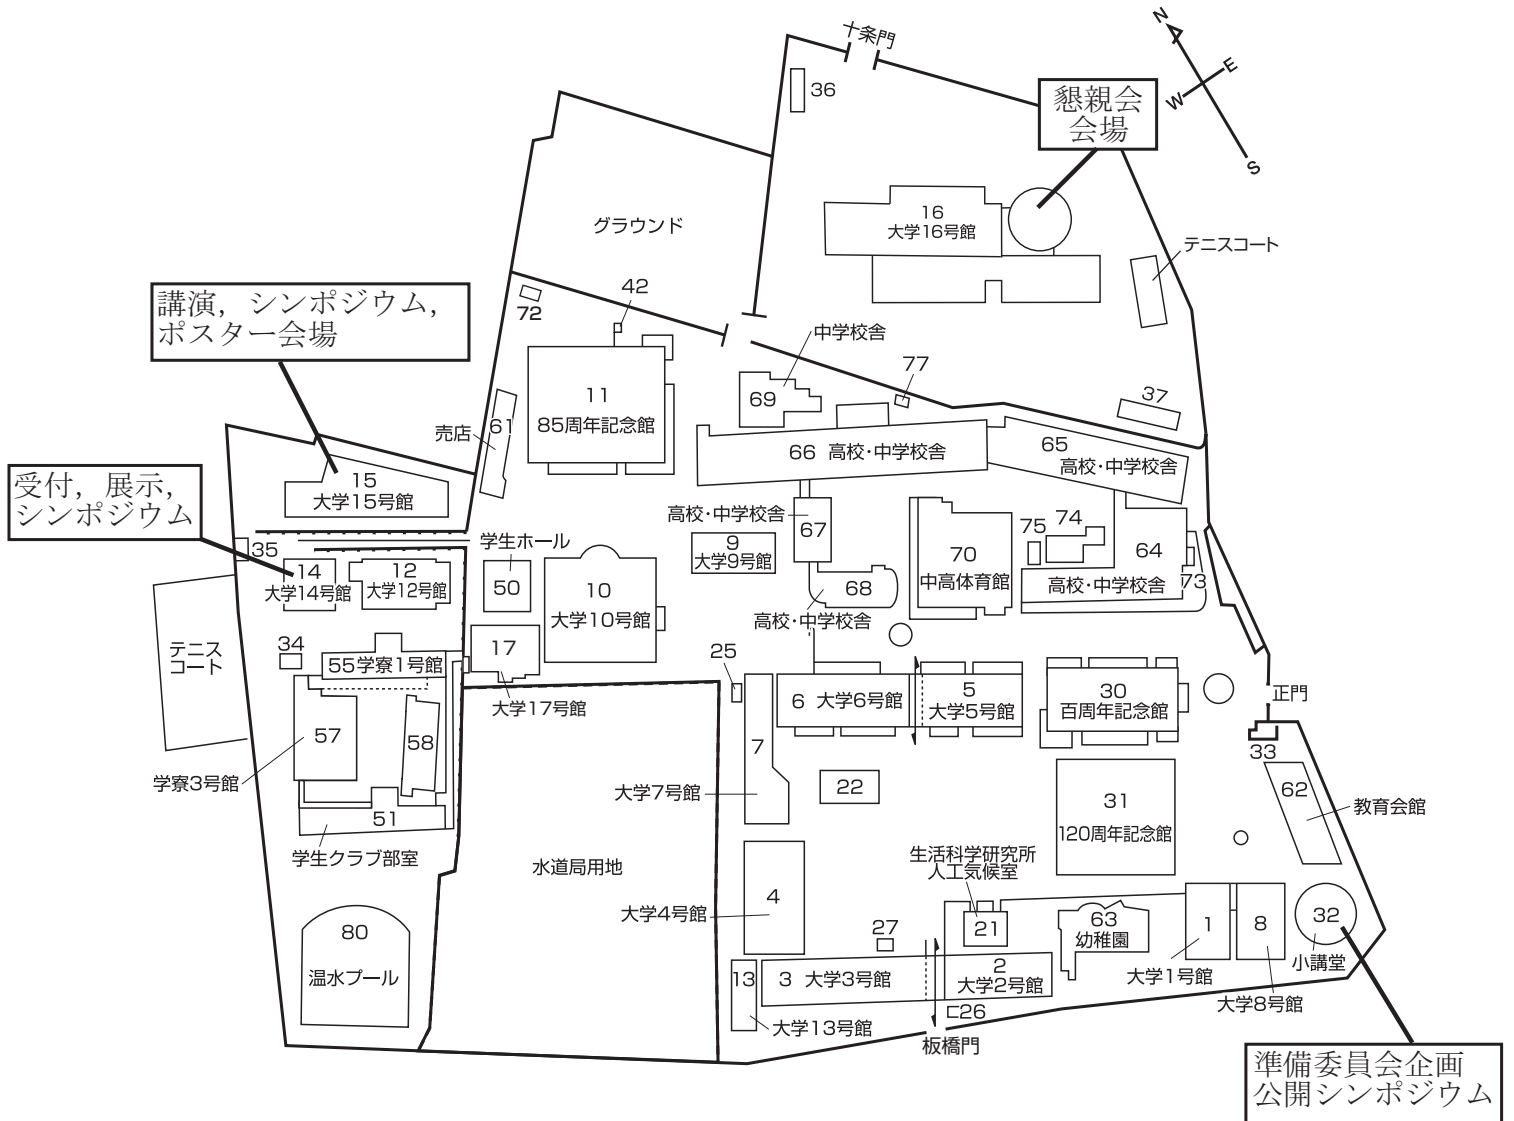 十条門
N
E
W
S
36
懇親会
会場
グラウンド
16
大学16号館
テニスコート
講演，シンポジウム，
ポスター会場
42
72
中学校舎
77
11
85周年記念館
69
37
売店
61
66 高校・中学校舎
65
高校・中学校舎
受付，展示，
シンポジウム
15
大学15号館
高校・中学校舎
67
9
大学9号館
75
74
64
70
中高体育館
高校・中学校舎
73
35
学生ホール
14
大学14号館
12
大学12号館
50
10
大学10号館
68
高校・中学校舎
テニス
コート
34
55学寮1号館
17
大学17号館
25
6 大学6号館
5
大学5号館
30
百周年記念館
正門
33
57
58
学寮3号館
7
大学7号館
22
31
120周年記念館
62
教育会館
51
学生クラブ部室
水道局用地
生活科学研究所
人工気候室
4
大学4号館
27
21
63
幼稚園
1
8
32
小講堂
80
温水プール
13
3 大学3号館
2
大学2号館
大学1号館
大学8号館
26
大学13号館
板橋門
準備委員会企画
公開シンポジウム